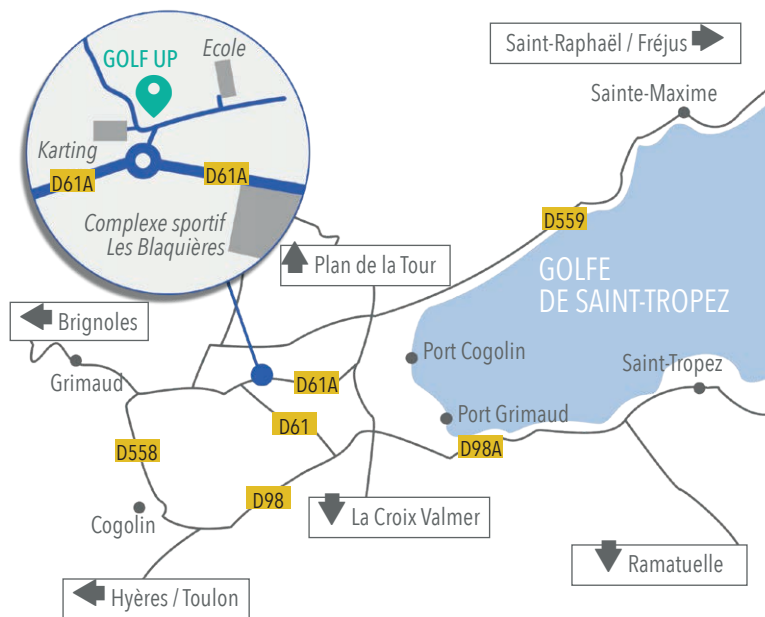 Saint-Raphaël / Fréjus
Ecole
GOLF UP
Sainte-Maxime
Karting
D61A
D61A
Complexe sportif
Les Blaquières
D559
Plan de la Tour
GOLFE
DE SAINT-TROPEZ
Brignoles
Port Cogolin
Saint-Tropez
Grimaud
D61A
Port Grimaud
D61
D558
D98A
D98
Cogolin
La Croix Valmer
Ramatuelle
Hyères / Toulon